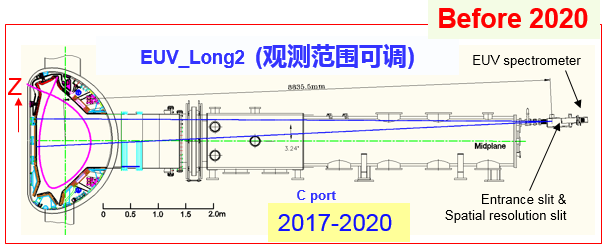 Before 2020
EUV_Long2 (观测范围可调)
EUV spectrometer
8835.5mm
Z
3.24°
Midplane
Entrance slit &
Spatial resolution slit
C port
0 0.5 1.0 1.5 2.0m
2017-2020